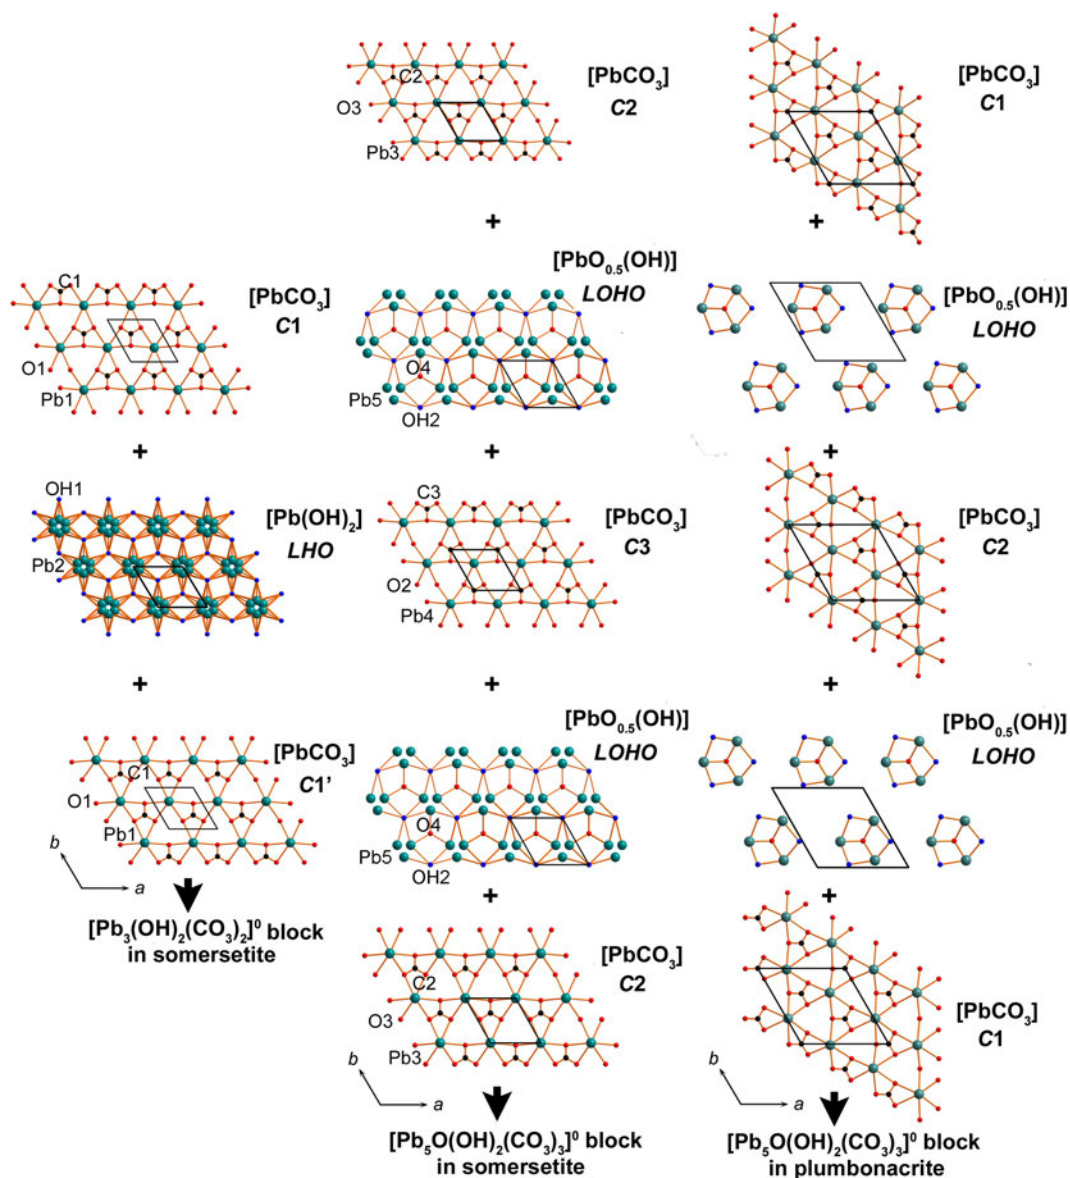 [PbCO₃]
C2
C2
O3
Pb3
[PbCO₃]
C1
+
+
[PbO₀.₅(OH)]
LOHO
[PbCO₃]
C1
C1
O1
Pb1
O4
Pb5
OH2
[PbO₀.₅(OH)]
LOHO
+
+
+
OH1
Pb2
[Pb(OH)₂]
LHO
C3
O2
Pb4
[PbCO₃]
C3
[PbCO₃]
C2
+
+
+
C1
O1
Pb1
[PbCO₃]
C1’
[PbO₀.₅(OH)]
LOHO
O4
Pb5
OH2
[PbO₀.₅(OH)]
LOHO
b
a
+
+
[Pb₃(OH)₂(CO₃)₂]⁰ block
in somersetite
C2
O3
Pb3
[PbCO₃]
C2
[PbCO₃]
C1
b
a
b
a
[Pb₅O(OH)₂(CO₃)₃]⁰ block
in somersetite
[Pb₅O(OH)₂(CO₃)₃]⁰ block
in plumbonacrite